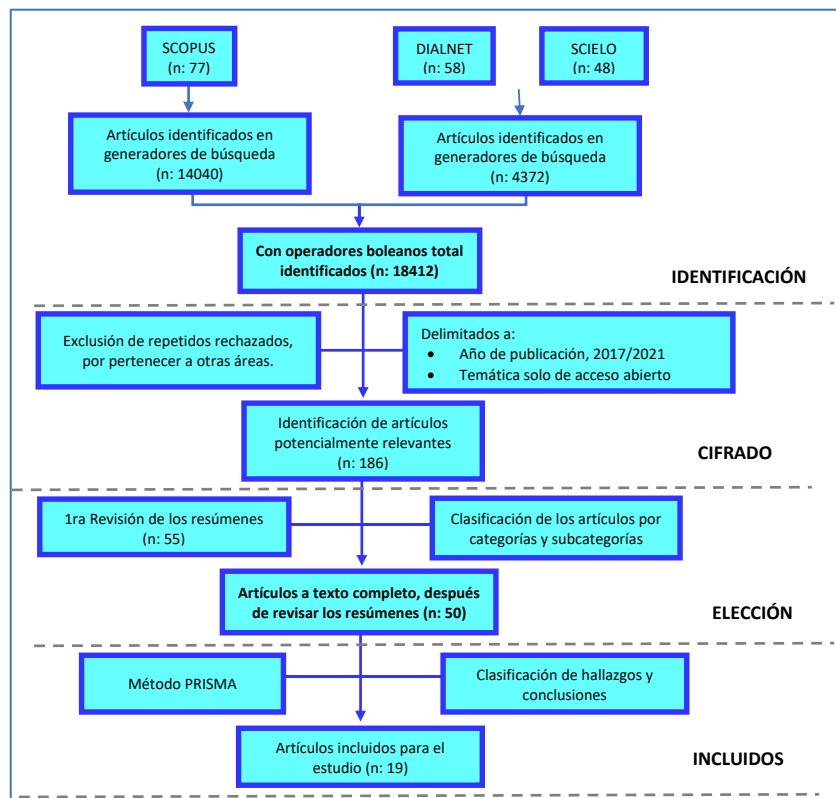 SCOPUS
(n: 77)
DIALNET
(n: 58)
SCIELO
(n: 48)
Artículos identificados en
generadores de búsqueda
(n: 14040)
Artículos identificados en
generadores de búsqueda
(n: 4372)
Con operadores boleanos total
identificados (n: 18412)
IDENTIFICACIÓN
Exclusión de repetidos rechazados,
por pertenecer a otras áreas.
Delimitados a:
• Año de publicación, 2017/2021
• Temática solo de acceso abierto
Identificación de artículos
potencialmente relevantes
(n: 186)
CIFRADO
1ra Revisión de los resúmenes
(n: 55)
Clasificación de los artículos por
categorías y subcategorías
Artículos a texto completo, después
de revisar los resúmenes (n: 50)
ELECCIÓN
Método PRISMA
Clasificación de hallazgos y
conclusiones
Artículos incluidos para el
estudio (n: 19)
INCLUIDOS